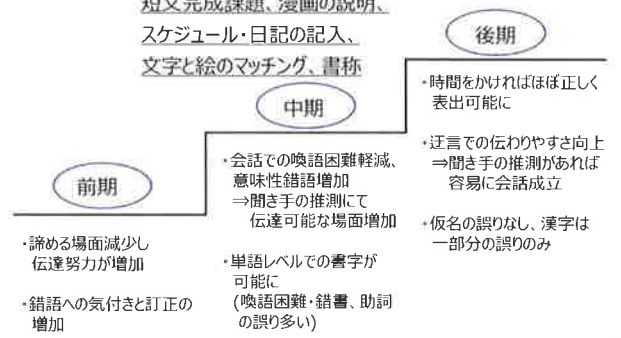 短文完成課題、漫画の説明、
スケジュール・日記の記入、
文字と絵のマッチング、書称
後期
・時間をかければほぼ正しく
表出可能に
・迂言での伝わりやすさ向上
⇒聞き手の推測があれば
容易に会話成立
・仮名の誤りなし、漢字は
一部分の誤りのみ
中期
・会話での喚語困難軽減、
意味性錯語増加
⇒聞き手の推測にて
伝達可能な場面増加
・単語レベルでの書字が
可能に
(喚語困難・錯書、助詞
の誤り多い)
前期
・諦める場面減少し
伝達努力が増加
・錯語への気付きと訂正の
増加